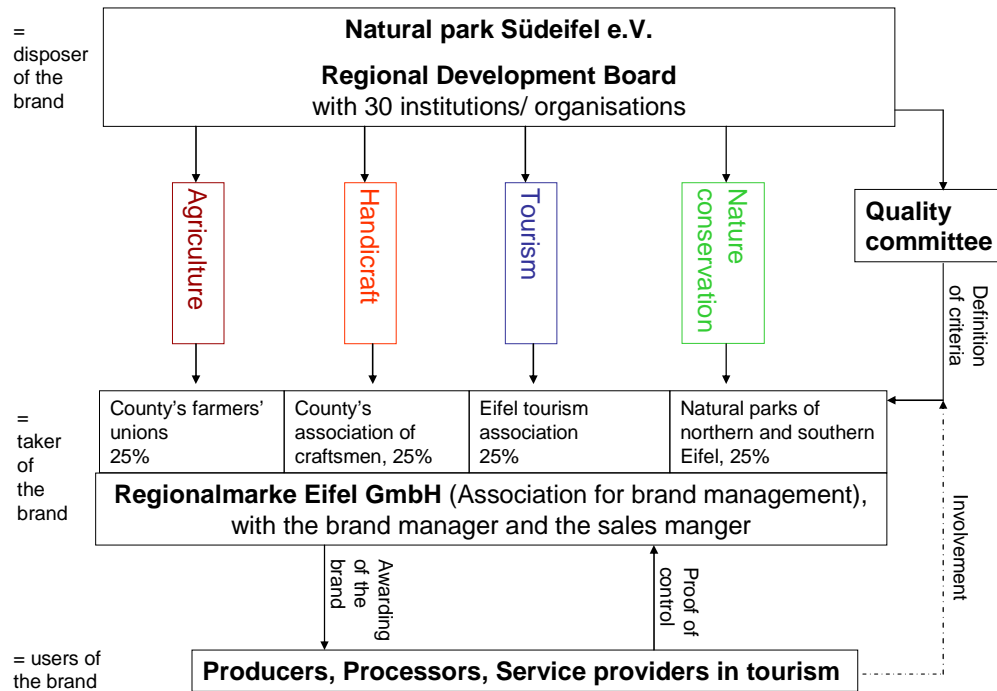 =
disposer
of the
brand
Natural park Südeifel e.V.
Regional Development Board
with 30 institutions/ organisations
Agriculture
Handicraft
Tourism
Nature
conservation
Quality
committee
Definition
of criteria
=
taker
of
the
brand
County’s farmers’
unions
25%
County’s
association of
craftsmen, 25%
Eifel tourism
association
25%
Natural parks of
northern and southern
Eifel, 25%
Regionalmarke Eifel GmbH (Association for brand management),
with the brand manager and the sales manger
Awarding
of the
brand
Proof of
control
Involvement
= users of
the brand
Producers, Processors, Service providers in tourism